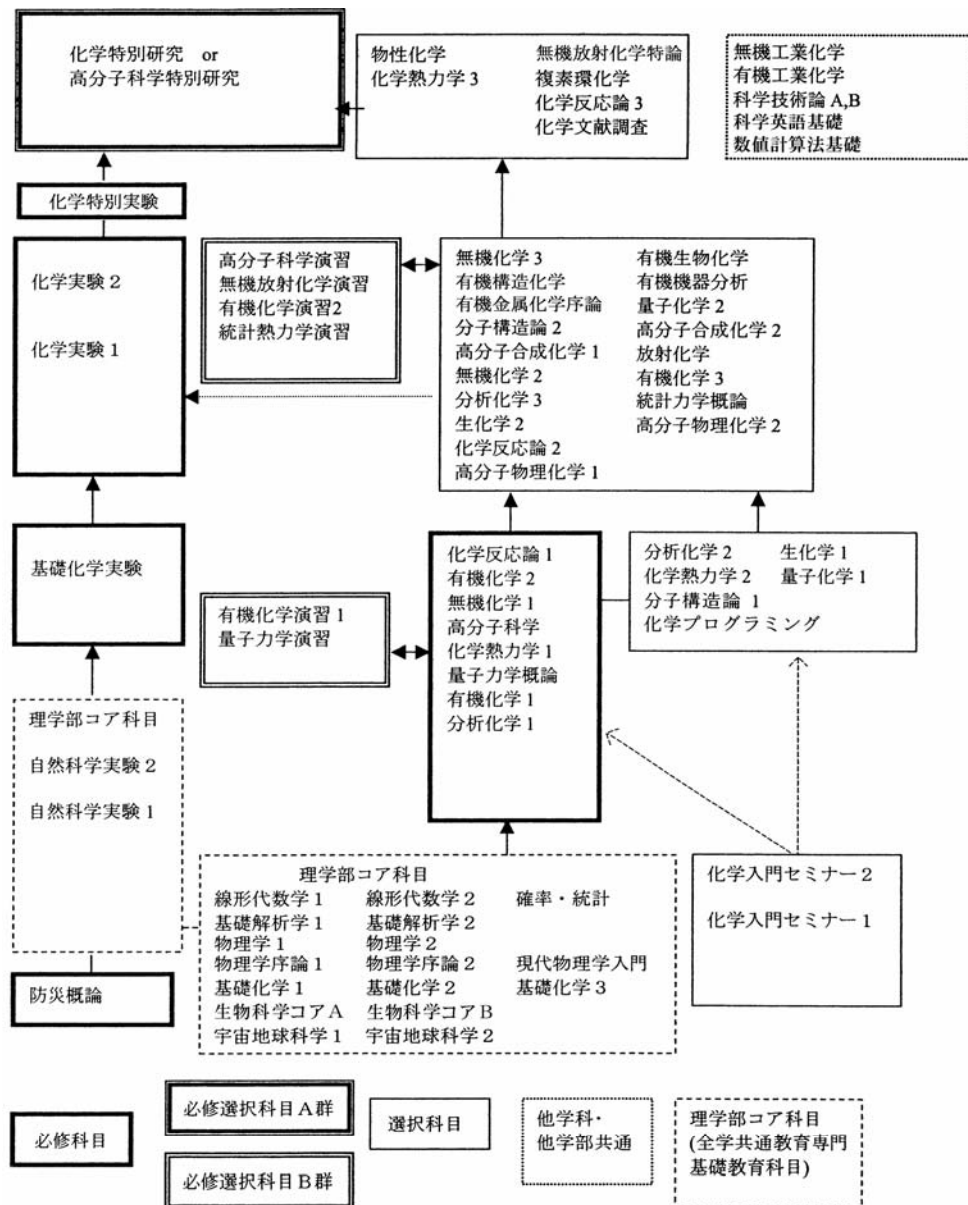 化学特別研究 or
高分子科学特別研究
物性化学 無機放射化学特論
化学熱力学3 複素環化学
化学反応論3
化学文献調査
無機工業化学
有機工業化学
科学技術論A,B
科学英語基礎
数値計算法基礎
化学特別実験
化学実験2
化学実験1
高分子科学演習
無機放射化学演習
有機化学演習2
統計熱力学演習
無機化学3 有機生物化学
有機構造化学 有機機器分析
有機金属化学序論 量子化学2
分子構造論2 高分子合成化学2
高分子合成化学1 放射化学
無機化学2 有機化学3
分析化学3 統計力学概論
生化学2 高分子物理化学2
化学反応論2
高分子物理化学1
基礎化学実験
有機化学演習1
量子力学演習
化学反応論1
有機化学2
無機化学1
高分子科学
化学熱力学1
量子力学概論
有機化学1
分析化学1
分析化学2 生化学1
化学熱力学2 量子化学1
分子構造論1
化学プログラミング
理学部コア科目
自然科学実験2
自然科学実験1
防災概論
理学部コア科目
線形代数学1 線形代数学2 確率・統計
基礎解析学1 基礎解析学2
物理学1 物理学2
物理学序論1 物理学序論2 現代物理学入門
基礎化学1 基礎化学2 基礎化学3
生物科学コアA 生物科学コアB
宇宙地球科学1 宇宙地球科学2
化学入門セミナー2
化学入門セミナー1
必修科目
必修選択科目A群
必修選択科目B群
選択科目
他学科・
他学部共通
理学部コア科目
(全学共通教育専門
基礎教育科目)